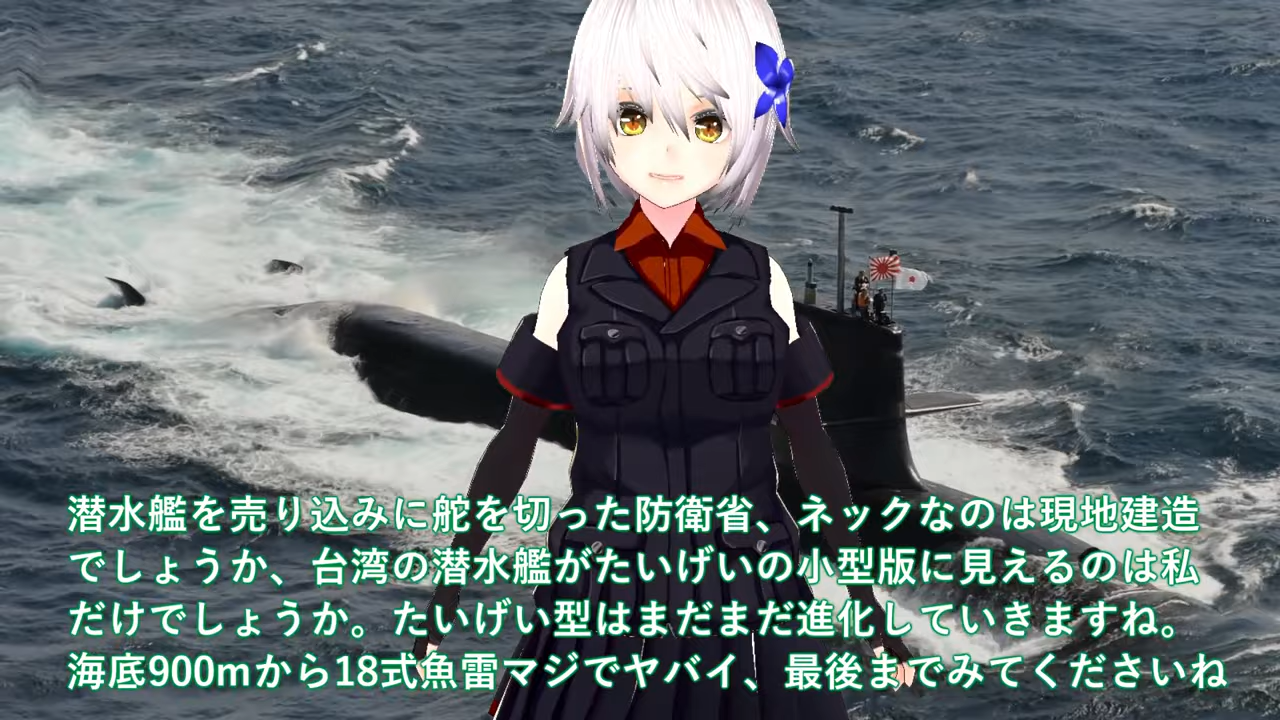 潜水艦を売り込みに舵を切った防衛省、ネックなのは現地建造
でしょうか、台湾の潜水艦がたいげいの小型版に見えるのは私
だけでしょうか。たいげい型はまだまだ進化していきますね。
海底900mから18式魚雷マジでヤバイ、最後までみてくださいね